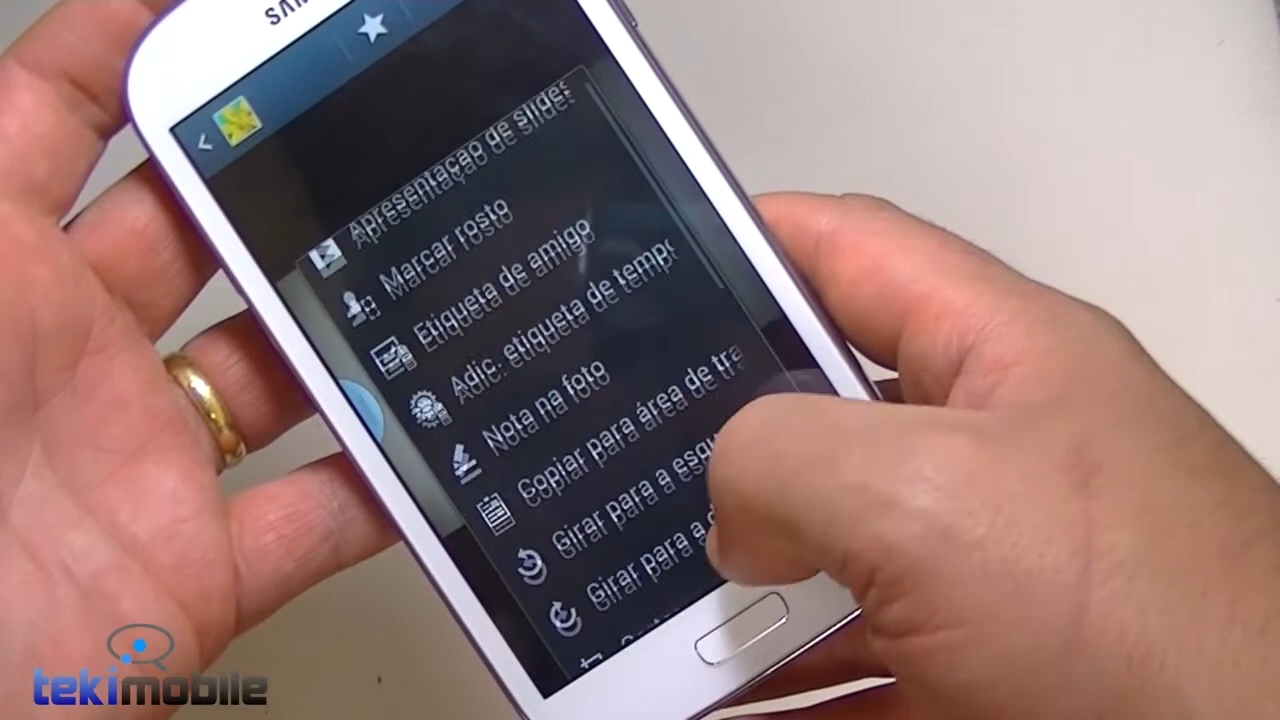 SAM
Apresentação de slides
Marcar rosto
Etiqueta de amigo
Adic. etiqueta de tempo
Nota na foto
Copiar para área de tra
Girar para a esqu
Girar para a d
tekimobile